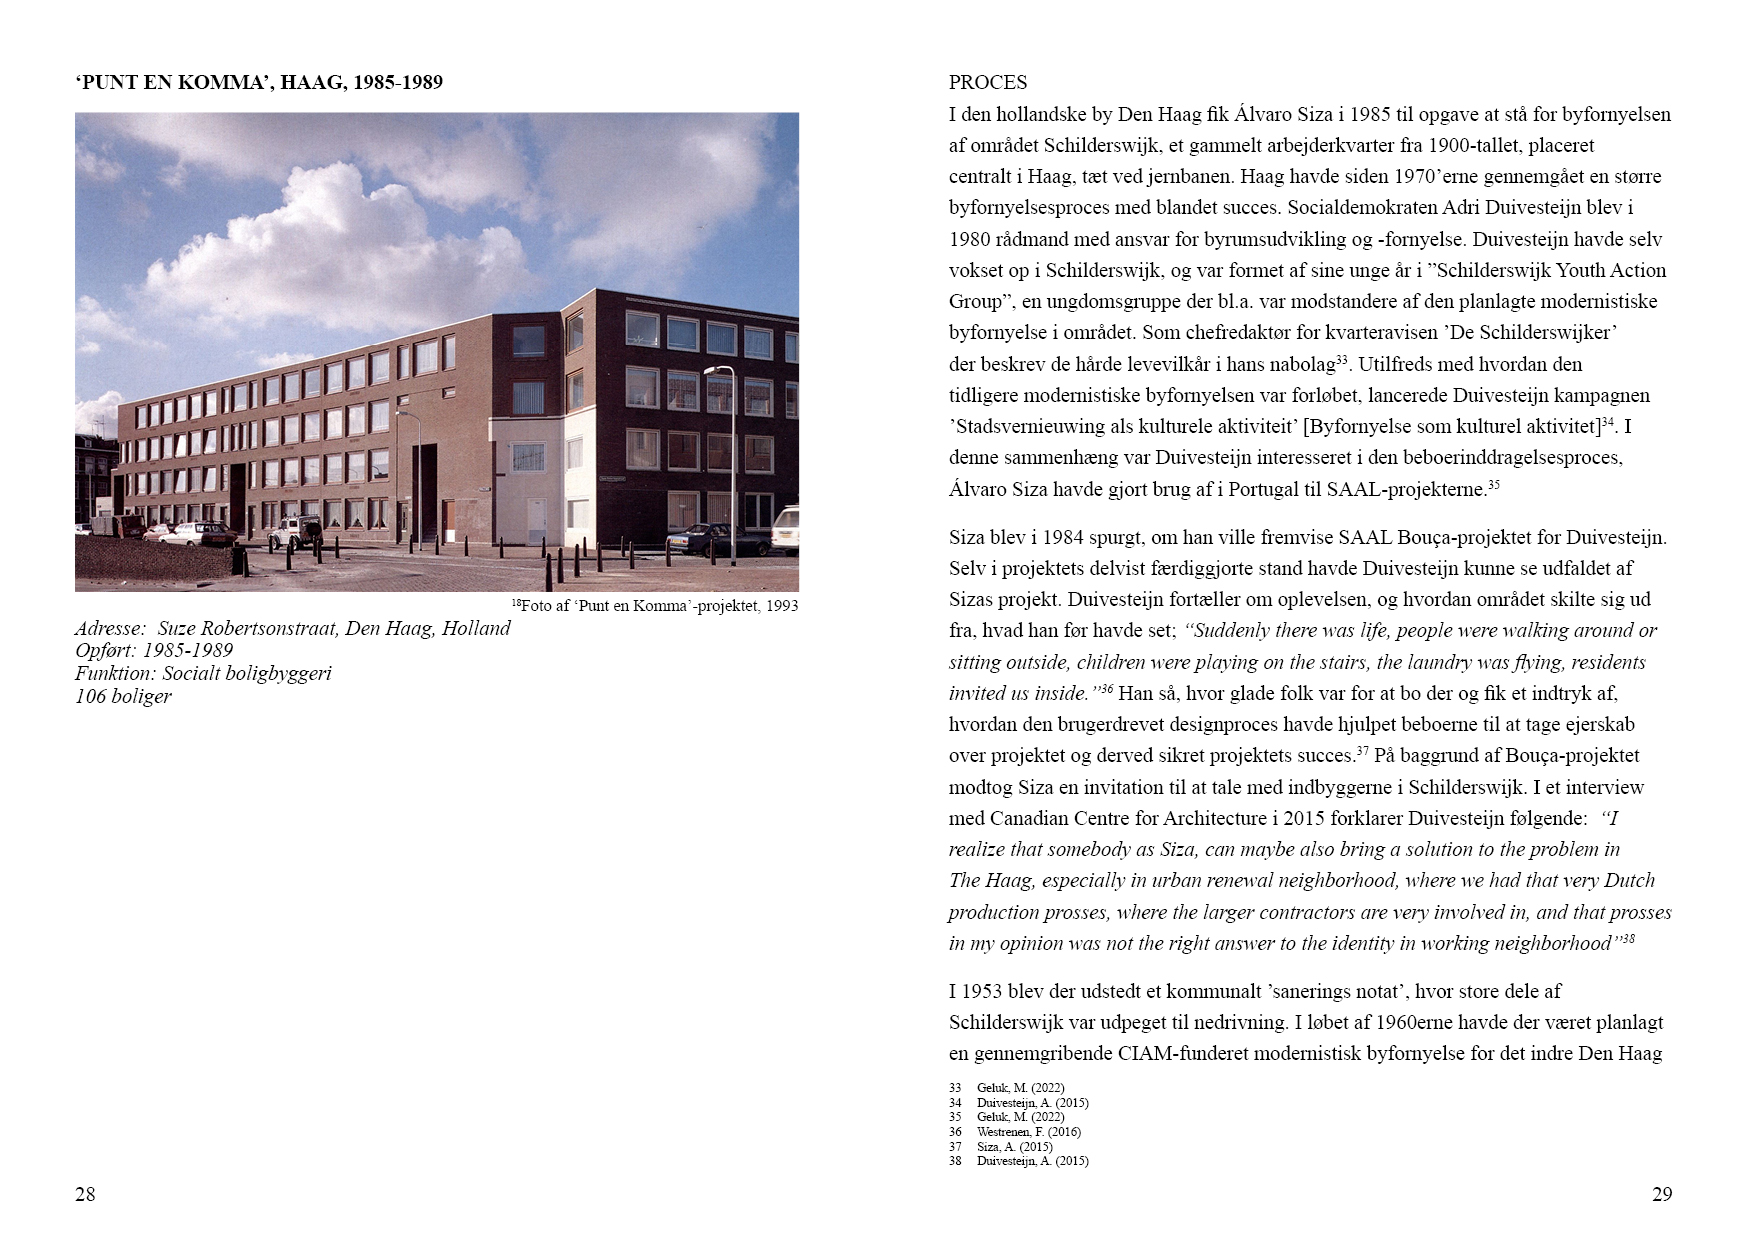 ‘PUNT EN KOMMA’, HAAG, 1985-1989
¹⁸Foto af ‘Punt en Komma’-projektet, 1993
Adresse:  Suze Robertsonstraat, Den Haag, Holland
Opført: 1985-1989
Funktion: Socialt boligbyggeri
106 boliger
28
PROCES
I den hollandske by Den Haag fik Álvaro Siza i 1985 til opgave at stå for byfornyelsen
af området Schilderswijk, et gammelt arbejderkvarter fra 1900-tallet, placeret
centralt i Haag, tæt ved jernbanen. Haag havde siden 1970’erne gennemgået en større
byfornyelsesproces med blandet succes. Socialdemokraten Adri Duivesteijn blev i
1980 rådmand med ansvar for byrumsudvikling og -fornyelse. Duivesteijn havde selv
vokset op i Schilderswijk, og var formet af sine unge år i ”Schilderswijk Youth Action
Group”, en ungdomsgruppe der bl.a. var modstandere af den planlagte modernistiske
byfornyelse i området. Som chefredaktør for kvarteravisen ’De Schilderswijker’
der beskrev de hårde levevilkår i hans nabolag³³. Utilfreds med hvordan den
tidligere modernistiske byfornyelsen var forløbet, lancerede Duivesteijn kampagnen
’Stadsvernieuwing als kulturele aktiviteit’ [Byfornyelse som kulturel aktivitet]³⁴. I
denne sammenhæng var Duivesteijn interesseret i den beboerinddragelsesproces,
Álvaro Siza havde gjort brug af i Portugal til SAAL-projekterne.³⁵
Siza blev i 1984 spurgt, om han ville fremvise SAAL Bouça-projektet for Duivesteijn.
Selv i projektets delvist færdiggjorte stand havde Duivesteijn kunne se udfaldet af
Sizas projekt. Duivesteijn fortæller om oplevelsen, og hvordan området skilte sig ud
fra, hvad han før havde set; “Suddenly there was life, people were walking around or
sitting outside, children were playing on the stairs, the laundry was flying, residents
invited us inside.”³⁶ Han så, hvor glade folk var for at bo der og fik et indtryk af,
hvordan den brugerdrevet designproces havde hjulpet beboerne til at tage ejerskab
over projektet og derved sikret projektets succes.³⁷ På baggrund af Bouça-projektet
modtog Siza en invitation til at tale med indbyggerne i Schilderswijk. I et interview
med Canadian Centre for Architecture i 2015 forklarer Duivesteijn følgende:  “I
realize that somebody as Siza, can maybe also bring a solution to the problem in
The Haag, especially in urban renewal neighborhood, where we had that very Dutch
production prosses, where the larger contractors are very involved in, and that prosses
in my opinion was not the right answer to the identity in working neighborhood”³⁸
I 1953 blev der udstedt et kommunalt ’sanerings notat’, hvor store dele af
Schilderswijk var udpeget til nedrivning. I løbet af 1960erne havde der været planlagt
en gennemgribende CIAM-funderet modernistisk byfornyelse for det indre Den Haag
33 Geluk, M. (2022)
34 Duivesteijn, A. (2015)
35 Geluk, M. (2022)
36 Westrenen, F. (2016)
37 Siza, A. (2015)
38 Duivesteijn, A. (2015)
29